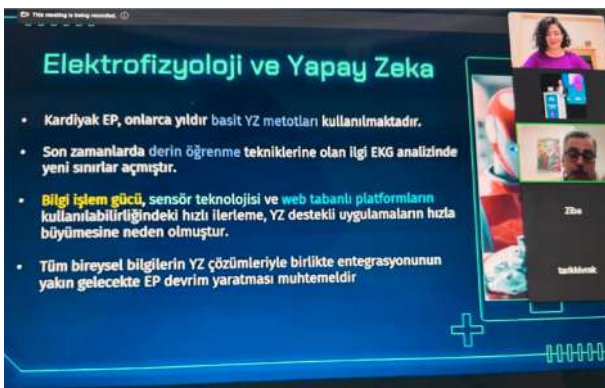 This meeting is being recorded.
Elektrofizyoloji ve Yapay Zeka
• Kardiyak EP, onlarca yıldır basit YZ metotları kullanılmaktadır.
• Son zamanlarda derin öğrenme tekniklerine olan ilgi EKG analizinde
yeni sınırlar açmıştır.
• Bilgi işlem gücü, sensör teknolojisi ve web tabanlı platformların
kullanılabilirliğindeki hızlı ilerleme, YZ destekli uygulamaların hızla
büyümesine neden olmuştur.
• Tüm bireysel bilgilerin YZ çözümleriyle birlikte entegrasyonunun
yakın gelecekte EP devrim yaratması muhtemeldir
Ziba
tarikkivrak